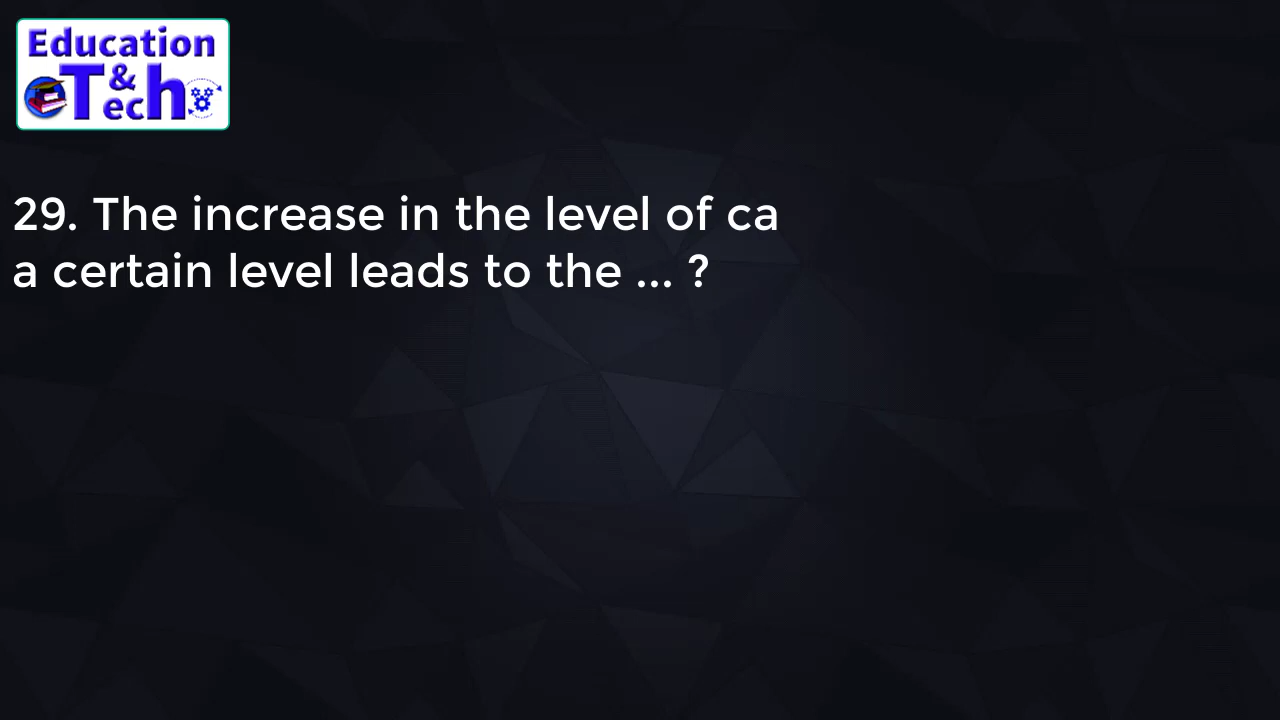 Education
&
Tech
29. The increase in the level of ca
a certain level leads to the ... ?